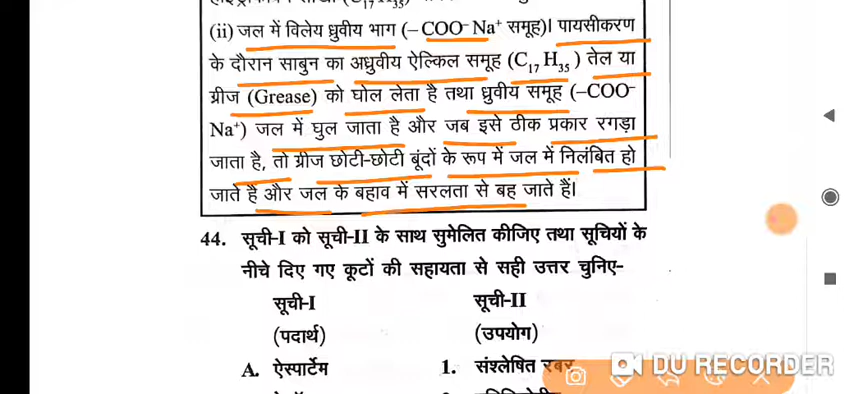 (ii) जल में विलेय ध्रुवीय भाग (–COO⁻Na⁺ समूह)। पायसीकरण
के दौरान साबुन का अध्रुवीय ऐल्किल समूह (C₁₇H₃₅) तेल या
ग्रीज (Grease) को घोल लेता है तथा ध्रुवीय समूह (–COO⁻
Na⁺) जल में घुल जाता है और जब इसे ठीक प्रकार रगड़ा
जाता है, तो ग्रीज छोटी-छोटी बूंदों के रूप में जल में निलंबित हो
जाते हैं और जल के बहाव में सरलता से बह जाते हैं।
44. सूची-I को सूची-II के साथ सुमेलित कीजिए तथा सूचियों के
नीचे दिए गए कूटों की सहायता से सही उत्तर चुनिए-
सूची-I सूची-II
(पदार्थ) (उपयोग)
A. ऐस्पार्टेम 1. संश्लेषित रबर
DU RECORDER